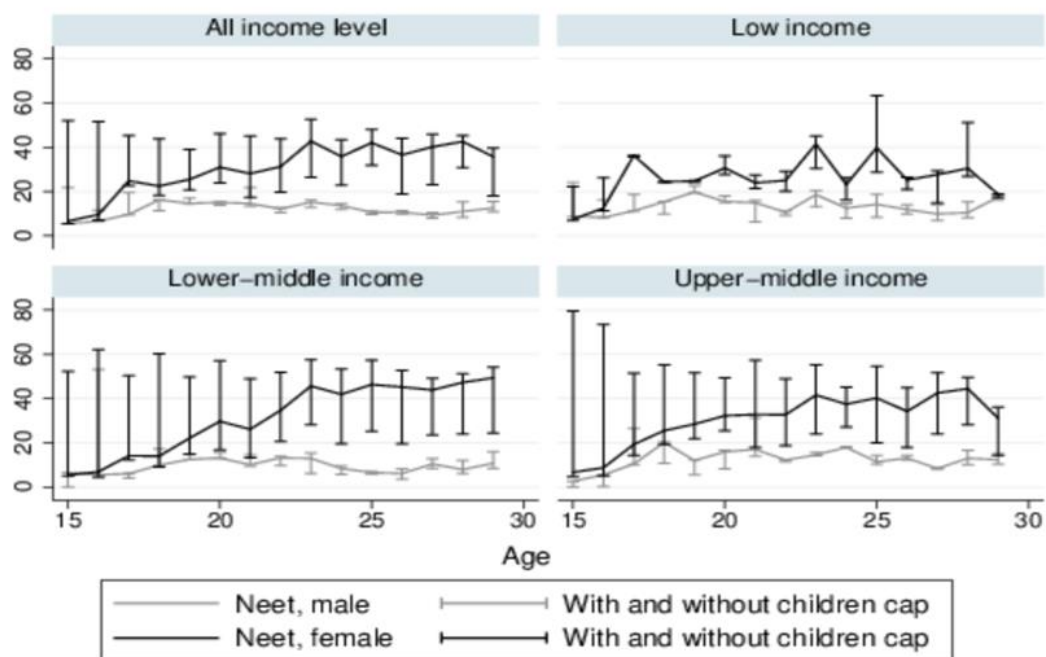 All income level
Low income
80
60
40
20
0
Lower–middle income
Upper–middle income
80
60
40
20
0
15 20 25 30
15 20 25 30
Age
Neet, male
With and without children cap
Neet, female
With and without children cap